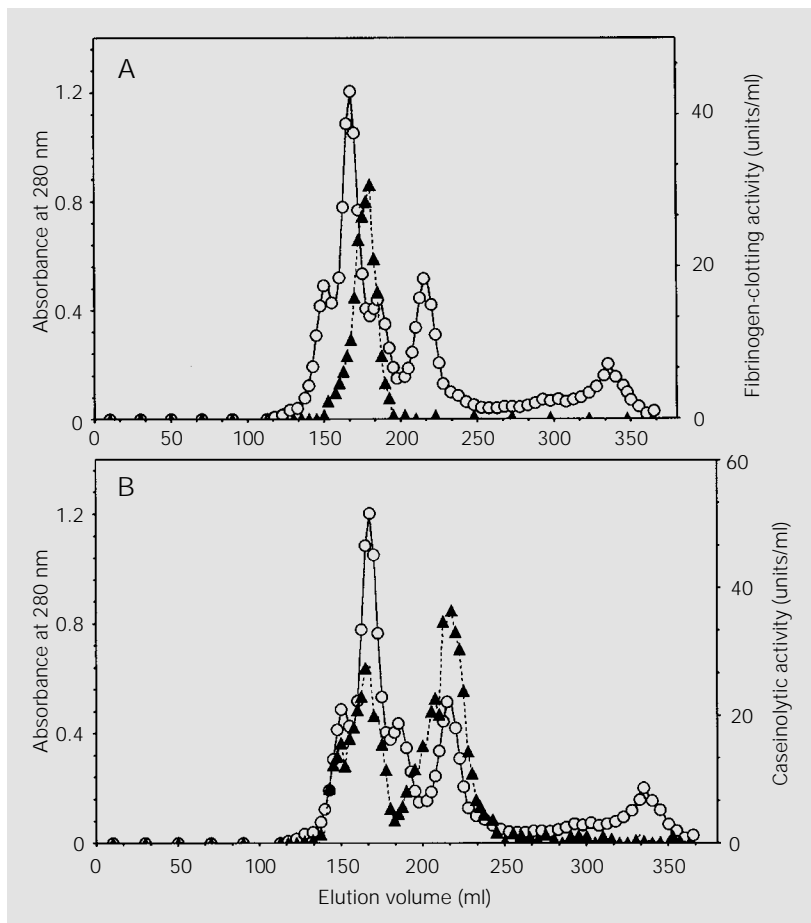 A
Absorbance at 280 nm
1.2
0.8
0.4
0
40
20
0
Fibrinogen-clotting activity (units/ml)
0 50 100 150 200 250 300 350
B
Absorbance at 280 nm
1.2
0.8
0.4
0
60
40
20
0
Caseinolytic activity (units/ml)
0 50 100 150 200 250 300 350
Elution volume (ml)